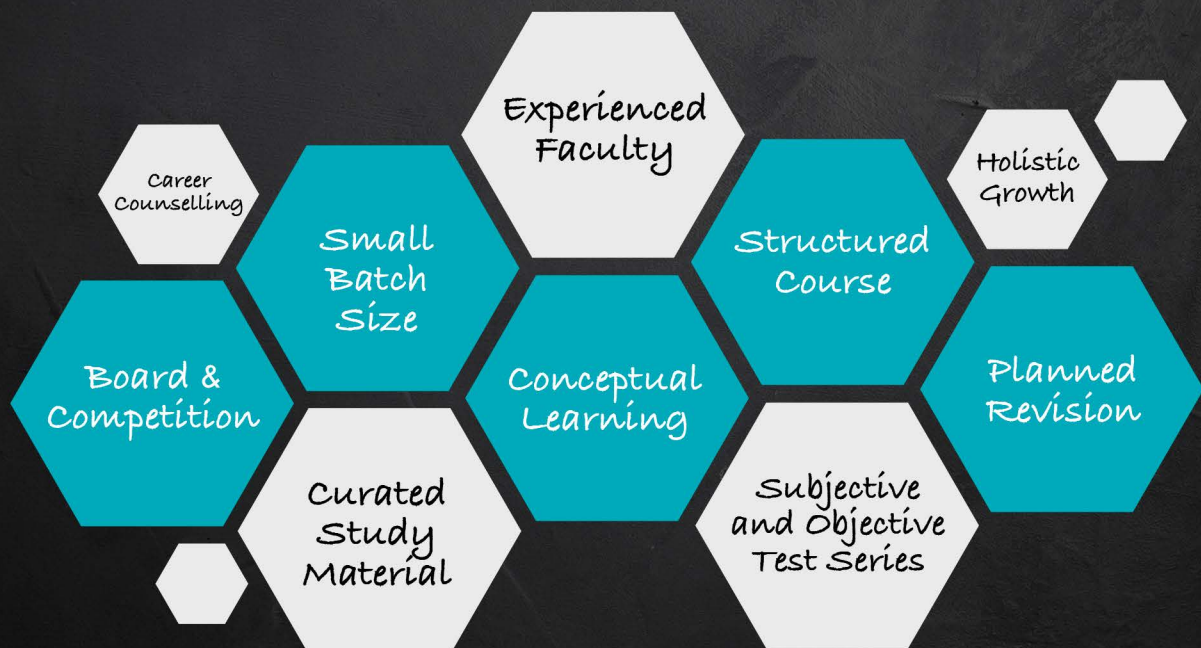 Experienced
Faculty
Career
Counselling
Holistic
Growth
Small
Batch
Size
Structured
Course
Board &
Competition
Conceptual
Learning
Planned
Revision
Curated
Study
Material
Subjective
and Objective
Test Series